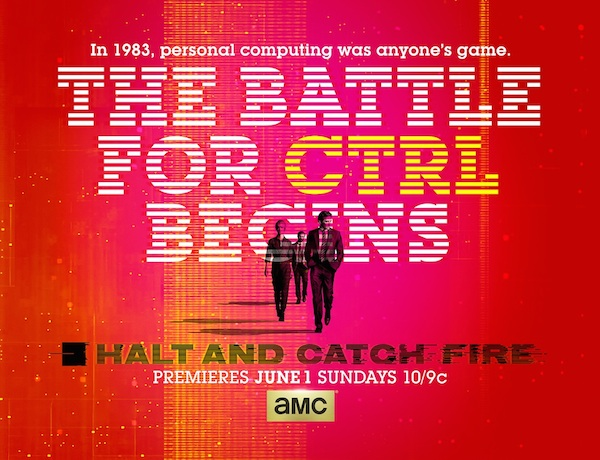 In 1983, personal computing was anyone's game.
THE BATTLE
FOR CTRL
BEGINS
HALT AND CATCH FIRE
PREMIERES JUNE 1 SUNDAYS 10/9c
aMC